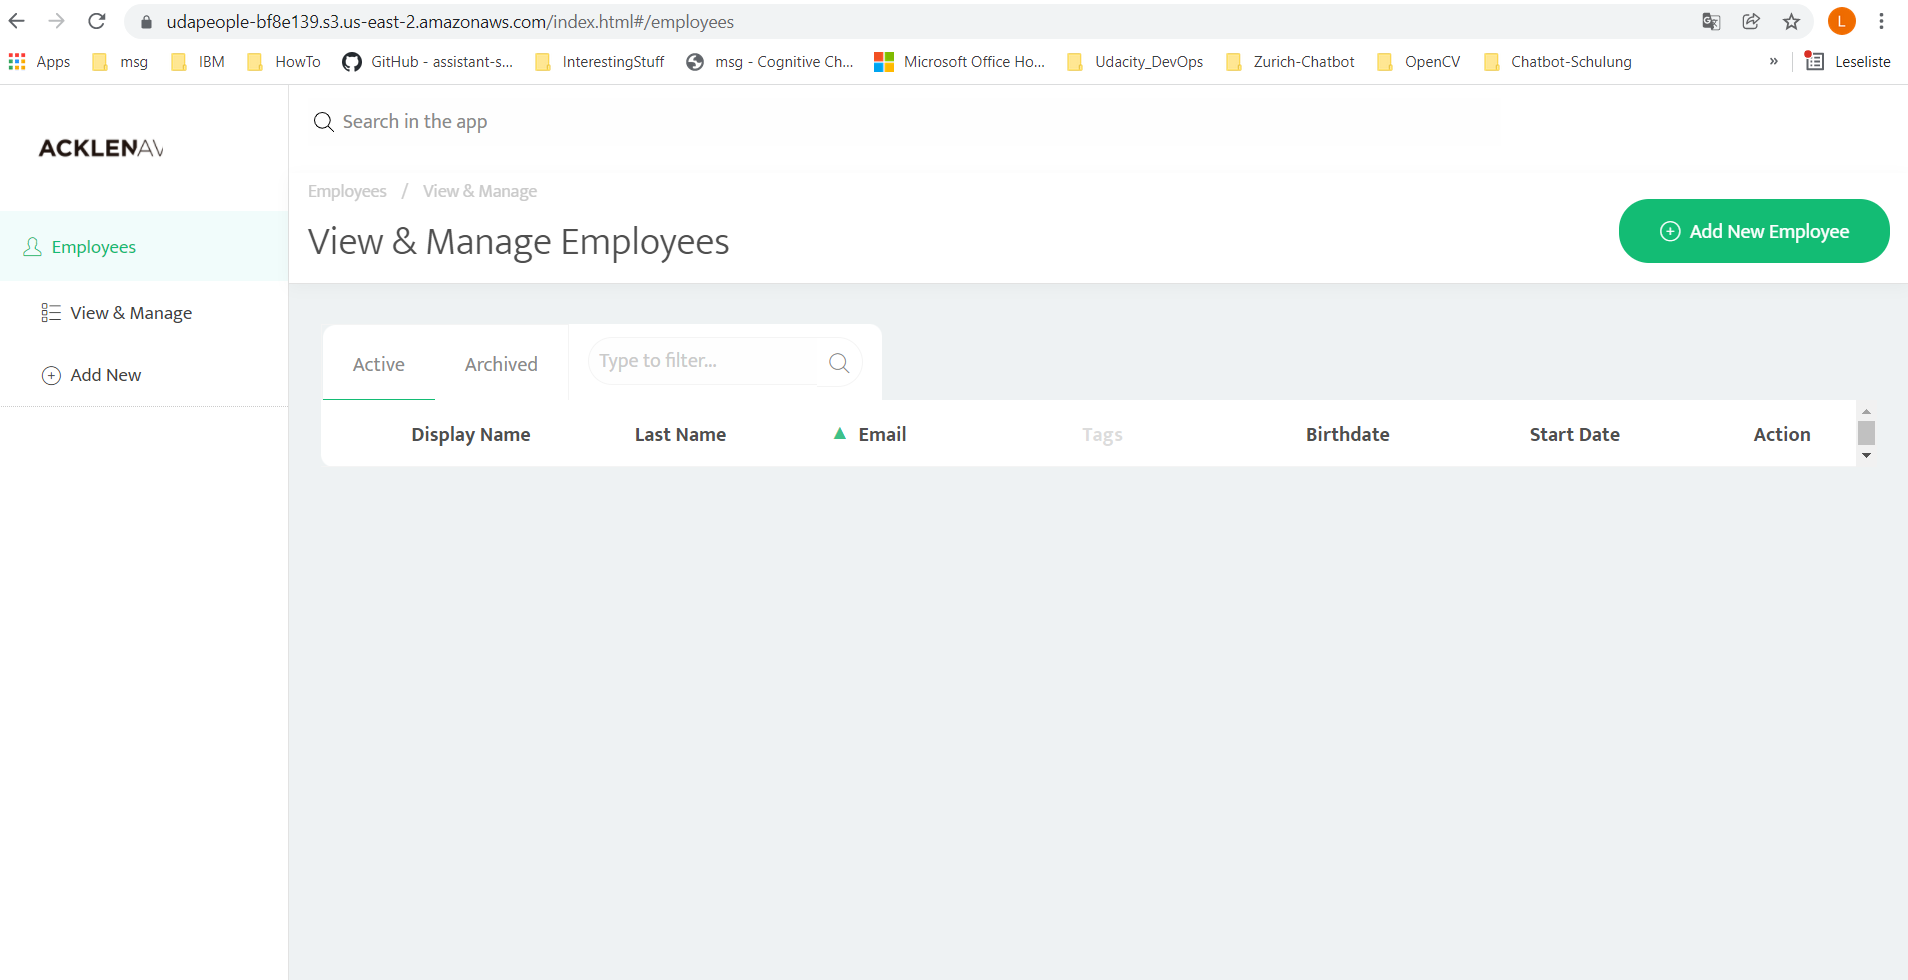 udapeople-bf8e139.s3.us-east-2.amazonaws.com/index.html#/employees
L
Apps msg IBM HowTo GitHub - assistant-s... InterestingStuff msg - Cognitive Ch... Microsoft Office Ho... Udacity_DevOps Zurich-Chatbot OpenCV Chatbot-Schulung » Leseliste
ACKLENAV
Search in the app
Employees / View & Manage
View & Manage Employees
Add New Employee
Employees
View & Manage
Add New
Active Archived Type to filter...
Display Name Last Name Email Tags Birthdate Start Date Action